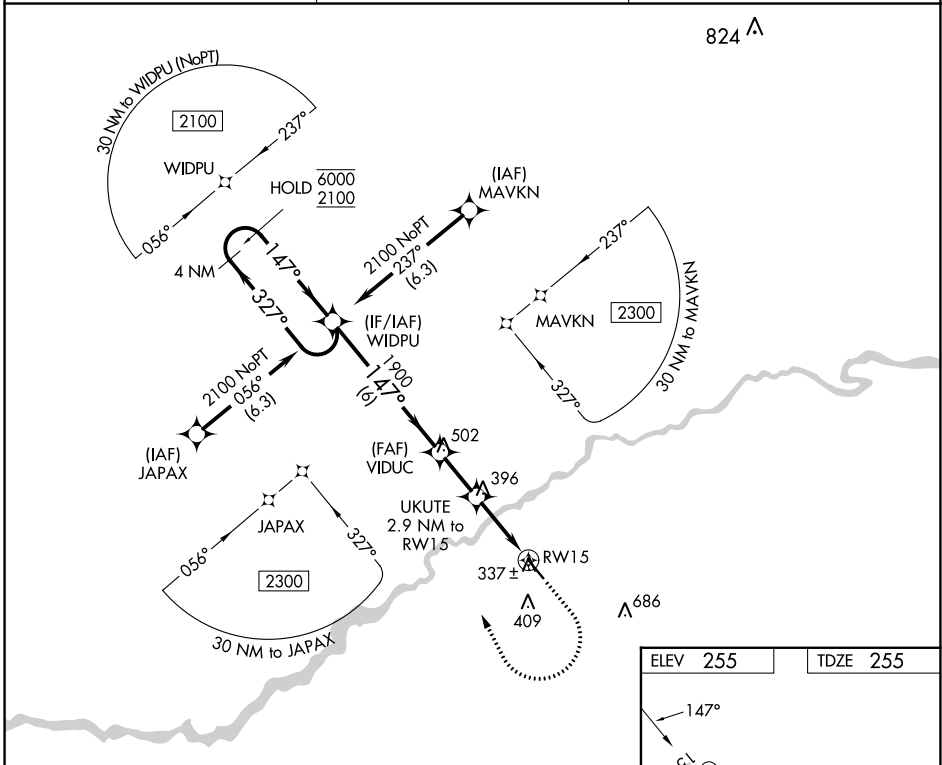 824
30 NM to WIDPU (NoPT)
2100
237°
WIDPU
056°
HOLD 6000
2100
(IAF)
MAVKN
2100 NoPT
237°
(6.3)
4 NM
147°
327°
(IF/IAF)
WIDPU
237°
MAVKN
2300
30 NM to MAVKN
327°
2100 NoPT
056°
(6.3)
(IAF)
JAPAX
1900
147°
(6)
(FAF)
VIDUC
502
396
UKUTE
2.9 NM to
RW15
JAPAX
056°
327°
2300
30 NM to JAPAX
RW15
337±
409
686
ELEV 255
TDZE 255
147°
15